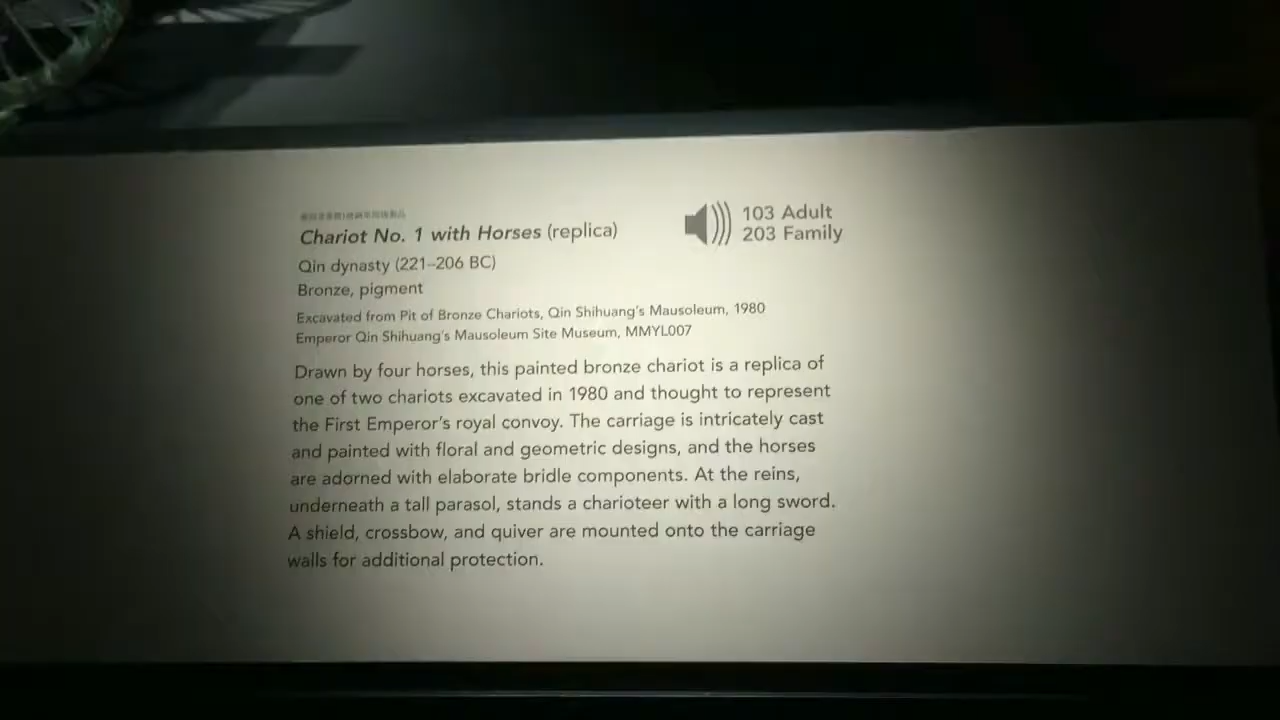 Chariot No. 1 with Horses (replica)
103 Adult
203 Family
Qin dynasty (221–206 BC)
Bronze, pigment
Excavated from Pit of Bronze Chariots, Qin Shihuang's Mausoleum, 1980
Emperor Qin Shihuang's Mausoleum Site Museum, MMYL007
Drawn by four horses, this painted bronze chariot is a replica of
one of two chariots excavated in 1980 and thought to represent
the First Emperor's royal convoy. The carriage is intricately cast
and painted with floral and geometric designs, and the horses
are adorned with elaborate bridle components. At the reins,
underneath a tall parasol, stands a charioteer with a long sword.
A shield, crossbow, and quiver are mounted onto the carriage
walls for additional protection.